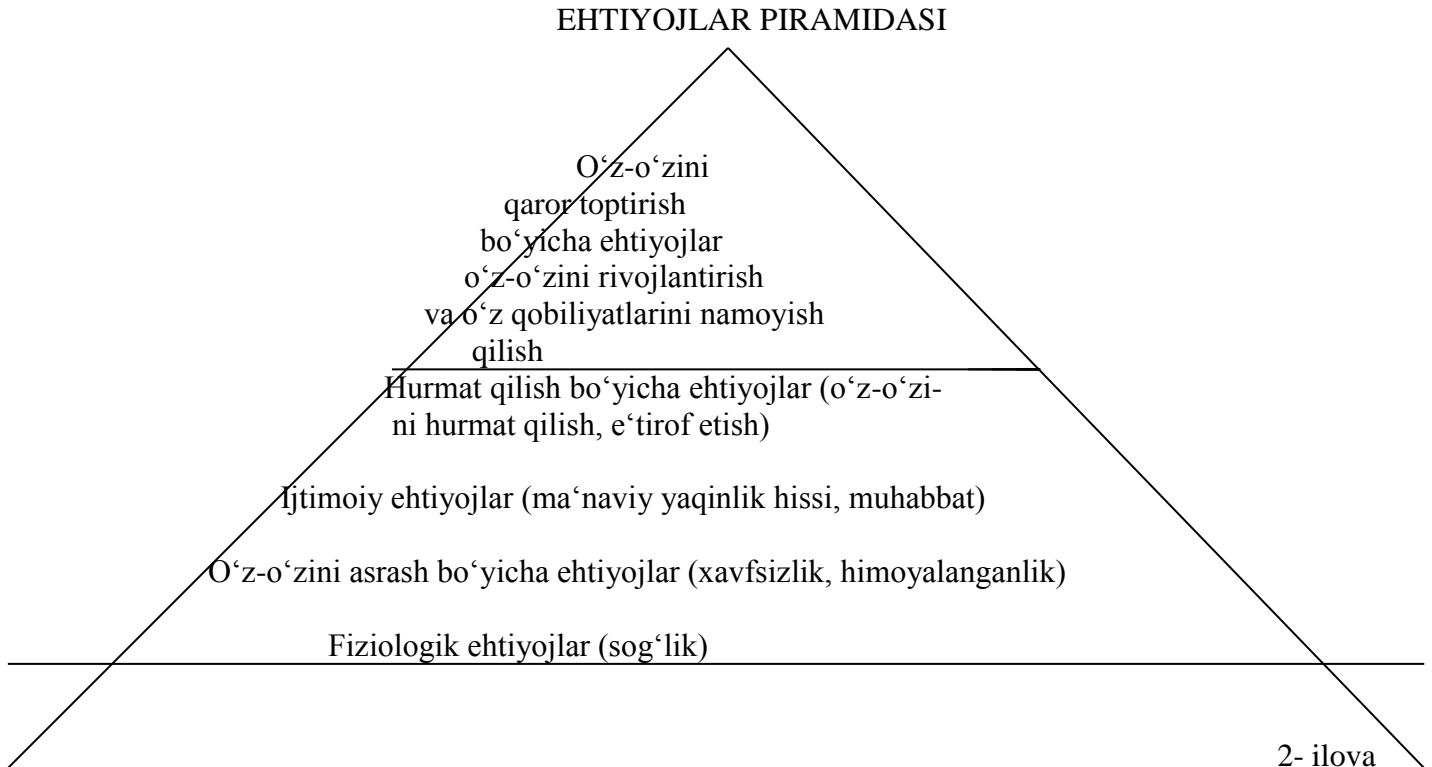 EHTIYOJLAR PIRAMIDASI
O‘z-o‘zini
qaror toptirish
bo‘yicha ehtiyojlar
o‘z-o‘zini rivojlantirish
va o‘z qobiliyatlarini namoyish
qilish
Hurmat qilish bo‘yicha ehtiyojlar (o‘z-o‘zi-
ni hurmat qilish, e‘tirof etish)
Ijtimoiy ehtiyojlar (ma‘naviy yaqinlik hissi, muhabbat)
O‘z-o‘zini asrash bo‘yicha ehtiyojlar (xavfsizlik, himoyalanganlik)
Fiziologik ehtiyojlar (sog‘lik)
2- ilova